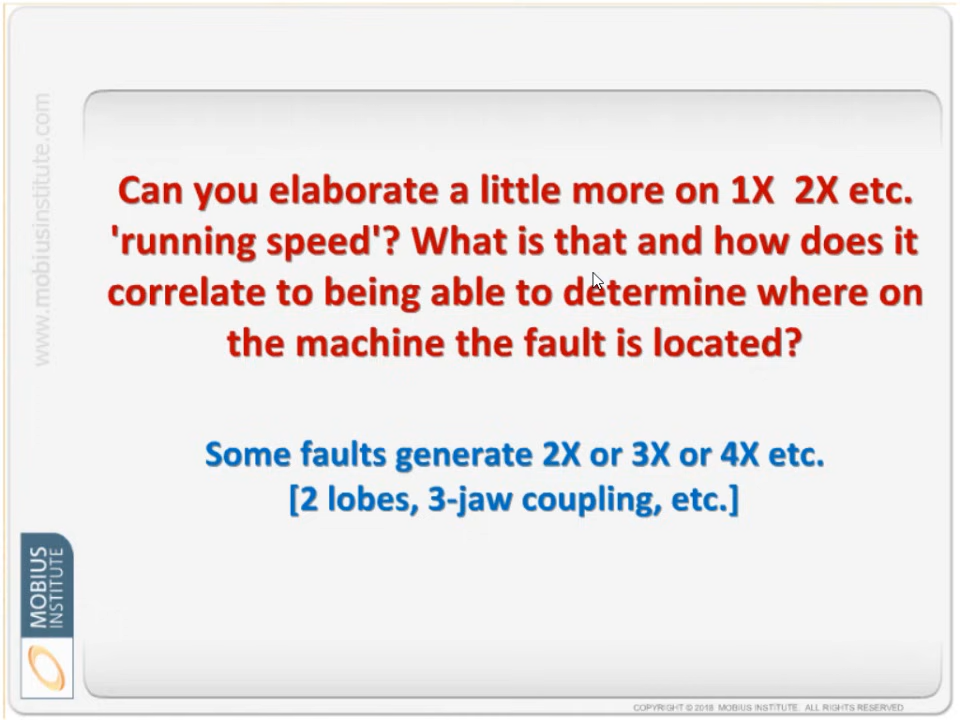 www.mobiusinstitute.com
Can you elaborate a little more on 1X  2X etc.
'running speed'? What is that and how does it
correlate to being able to determine where on
the machine the fault is located?
Some faults generate 2X or 3X or 4X etc.
[2 lobes, 3-jaw coupling, etc.]
MOBIUS
INSTITUTE
COPYRIGHT © 2018 MOBIUS INSTITUTE. ALL RIGHTS RESERVED